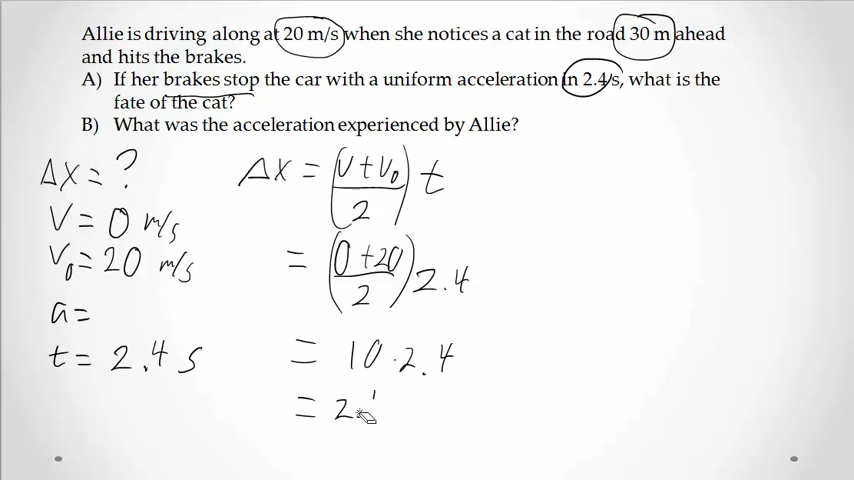 Allie is driving along at 20 m/s when she notices a cat in the road 30 m ahead
and hits the brakes.
A) If her brakes stop the car with a uniform acceleration in 2.4/s, what is the
fate of the cat?
B) What was the acceleration experienced by Allie?
Δx = ?
v = 0 m/s
v₀ = 20 m/s
a =
t = 2.4 s
Δx = (v + v₀ / 2) t
= (0 + 20 / 2) 2.4
= 10 · 2.4
= 2